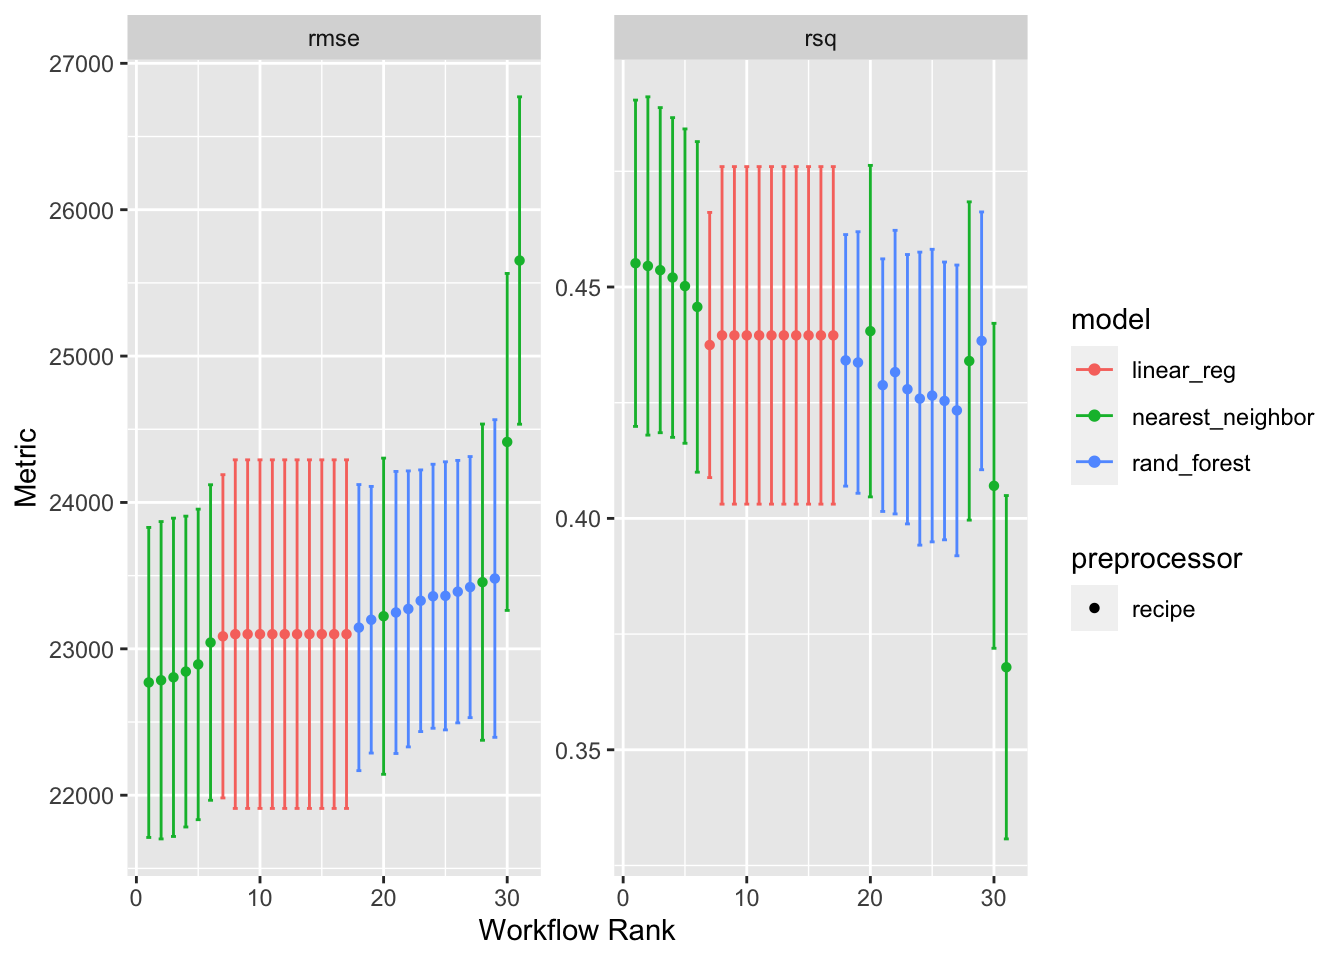 rmse
rsq
27000
26000
25000
24000
23000
22000
0.45
0.40
0.35
0
10
20
30
0
10
20
30
Metric
Workflow Rank
model
linear_reg
nearest_neighbor
rand_forest
preprocessor
recipe